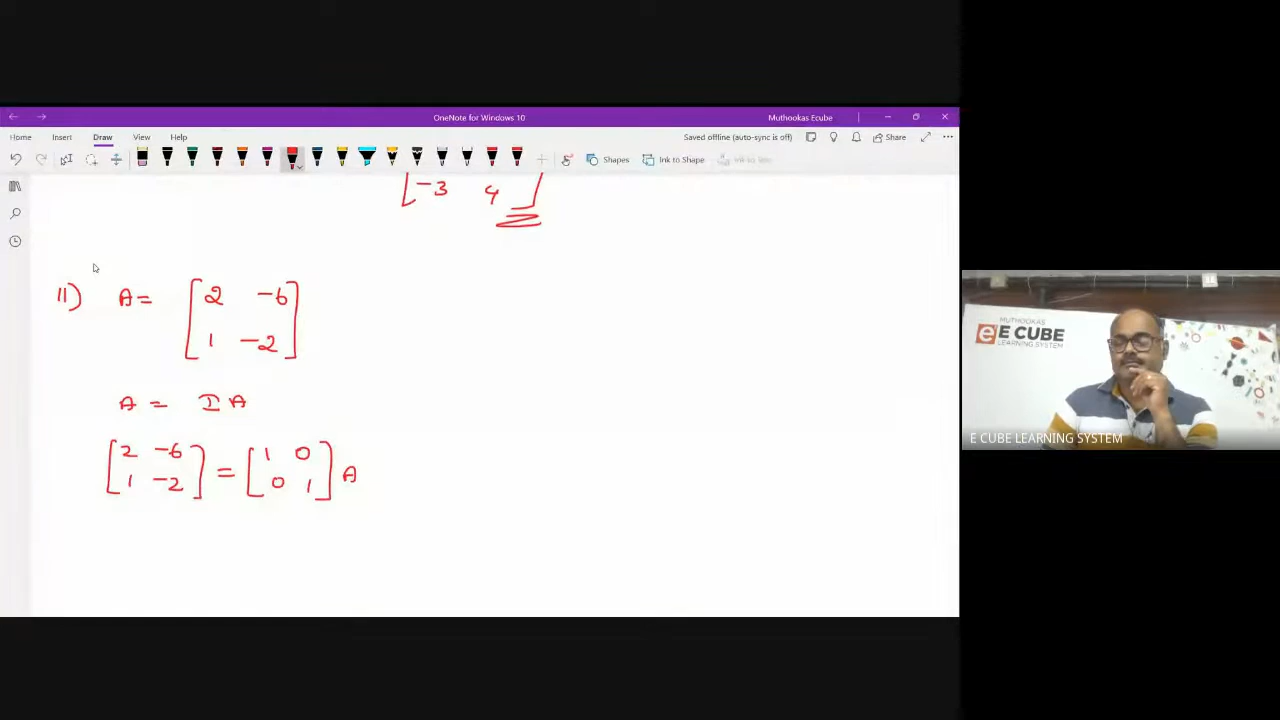 OneNote for Windows 10
Muthookas Ecube
Home Insert Draw View Help
Saved offline (auto-sync is off)
Share
Shapes
Ink to Shape
-3 4
11) A = [2 -6
1 -2]
A = I A
[2 -6
1 -2] = [1 0
0 1] A
MUTHOOKAS
e E CUBE
LEARNING SYSTEM
E CUBE LEARNING SYSTEM